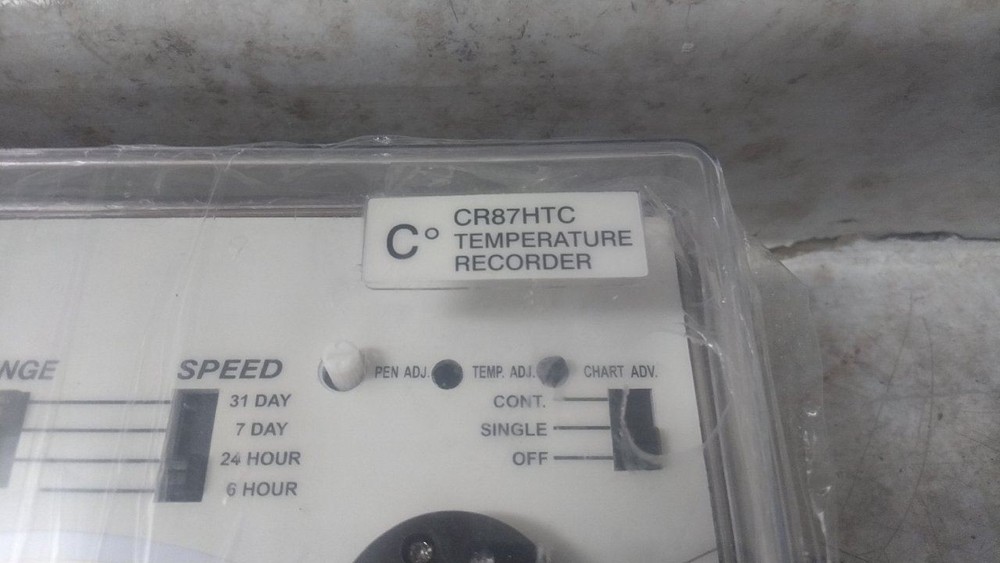 C°
CR87HTC
TEMPERATURE
RECORDER
NGE
SPEED
PEN ADJ.
TEMP. ADJ.
CHART ADV.
31 DAY
7 DAY
24 HOUR
6 HOUR
CONT.
SINGLE
OFF